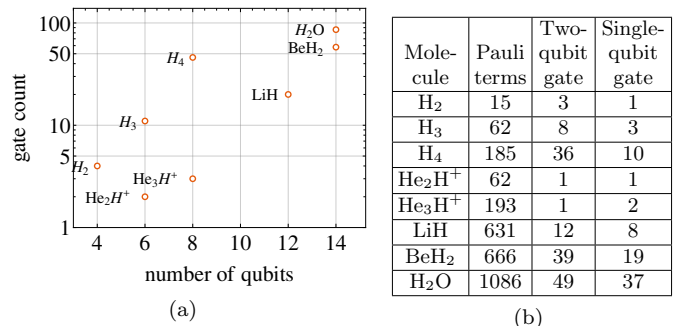 gate count
100
50
10
5
1
H₂O
BeH₂
H₄
LiH
H₃
H₂
He₃H⁺
He₂H⁺
4 6 8 10 12 14
number of qubits
(a)
Mole-cule Pauli terms Two-qubit gate Single-qubit gate
H₂ 15 3 1
H₃ 62 8 3
H₄ 185 36 10
He₂H⁺ 62 1 1
He₃H⁺ 193 1 2
LiH 631 12 8
BeH₂ 666 39 19
H₂O 1086 49 37
(b)